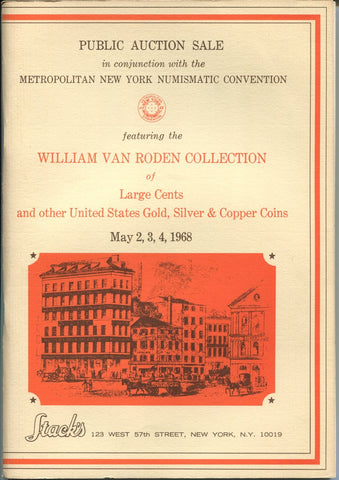 PUBLIC AUCTION SALE
in conjunction with the
METROPOLITAN NEW YORK NUMISMATIC CONVENTION
featuring the
WILLIAM VAN RODEN COLLECTION
of
Large Cents
and other United States Gold, Silver & Copper Coins
May 2, 3, 4, 1968
Stack's 123 WEST 57th STREET, NEW YORK, N.Y. 10019